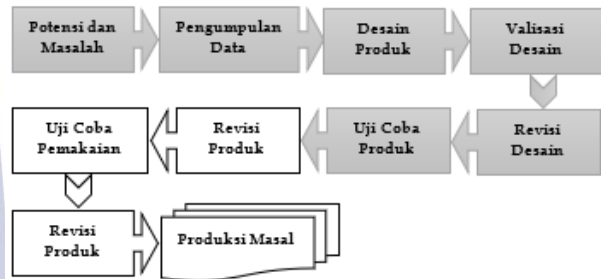 Potensi dan
Masalah
Pengumpulan
Data
Desain
Produk
Valisasi
Desain
Revisi
Desain
Uji Coba
Produk
Revisi
Produk
Uji Coba
Pemakaian
Revisi
Produk
Produksi Masal